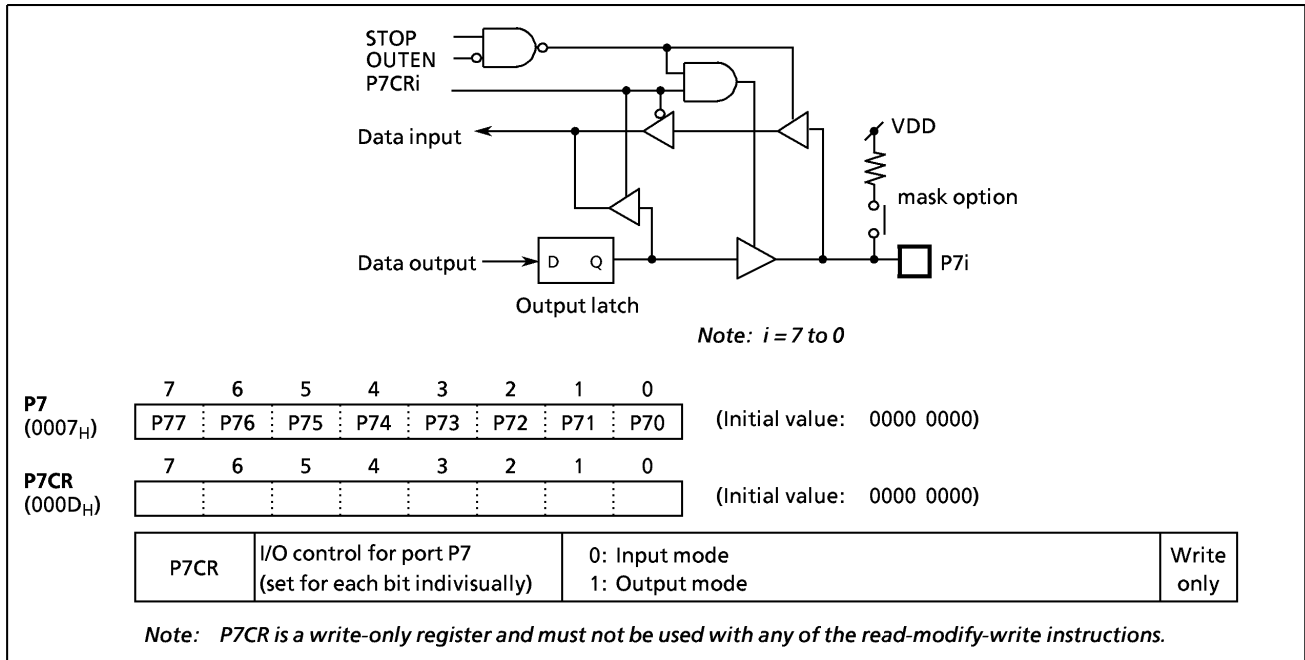 STOP
OUTEN
P7CRi
Data input
VDD
mask option
Data output
D Q
P7i
Output latch
Note: i = 7 to 0
7 6 5 4 3 2 1 0
P7
(0007H)
P77 P76 P75 P74 P73 P72 P71 P70
(Initial value: 0000 0000)
7 6 5 4 3 2 1 0
P7CR
(000DH)
(Initial value: 0000 0000)
P7CR
I/O control for port P7
(set for each bit indivisually)
0: Input mode
1: Output mode
Write
only
Note: P7CR is a write-only register and must not be used with any of the read-modify-write instructions.